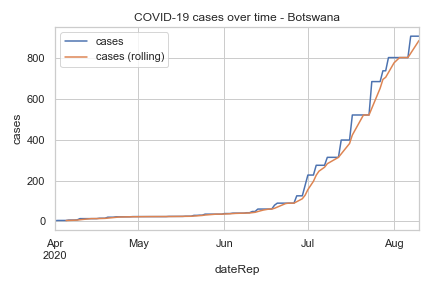 COVID-19 cases over time - Botswana
cases
cases (rolling)
800
600
400
200
0
cases
Apr May Jun Jul Aug
2020
dateRep